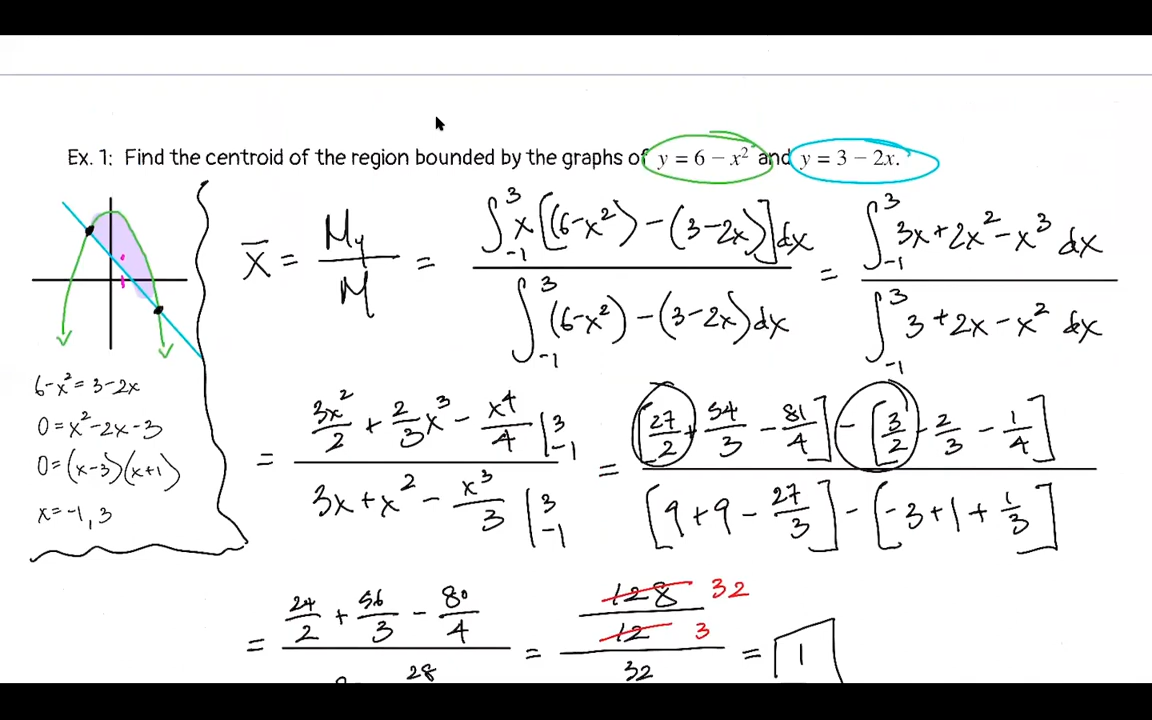 Ex. 1: Find the centroid of the region bounded by the graphs of y = 6 − x² and y = 3 − 2x.
x̄ = M_y / M = ∫_{-1}^{3} x[(6-x²) − (3-2x)]dx / ∫_{-1}^{3} (6-x²) − (3-2x)dx = ∫_{-1}^{3} 3x+2x²−x³ dx / ∫_{-1}^{3} 3+2x−x² dx
6-x² = 3-2x
0 = x²-2x-3
0 = (x-3)(x+1)
x = -1, 3
= (3x²/2 + 2/3 x³ − x⁴/4 |_{-1}^{3}) / (3x+x² − x³/3 |_{-1}^{3}) = ([27/2 + 54/3 − 81/4] − [3/2 − 2/3 − 1/4]) / ([9+9 − 27/3] − [-3+1+1/3])
= (24/2 + 56/3 − 80/4) / 28 = (128 32 / 12 3) / 32 = 1